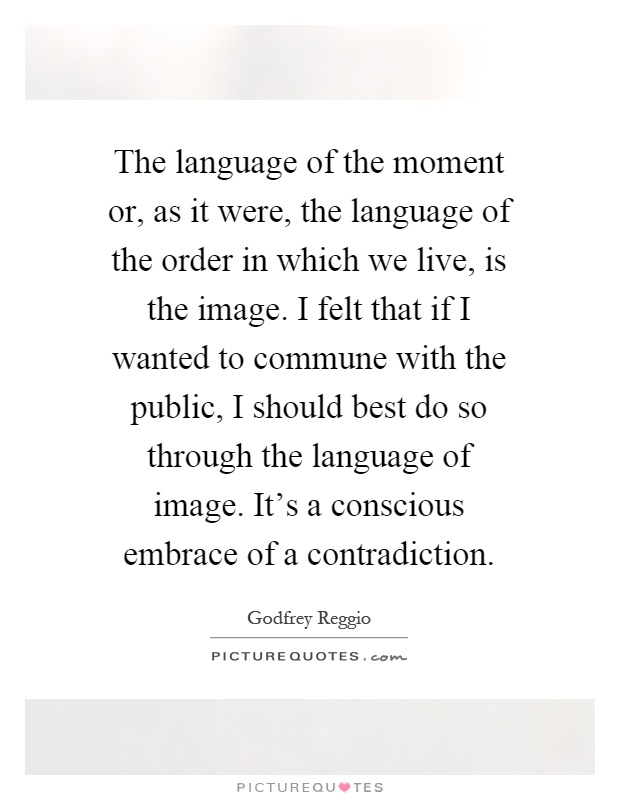 The language of the moment
or, as it were, the language of
the order in which we live, is
the image. I felt that if I
wanted to commune with the
public, I should best do so
through the language of
image. It’s a conscious
embrace of a contradiction.
Godfrey Reggio
PICTUREQUOTES.com
PICTUREQU♥TES